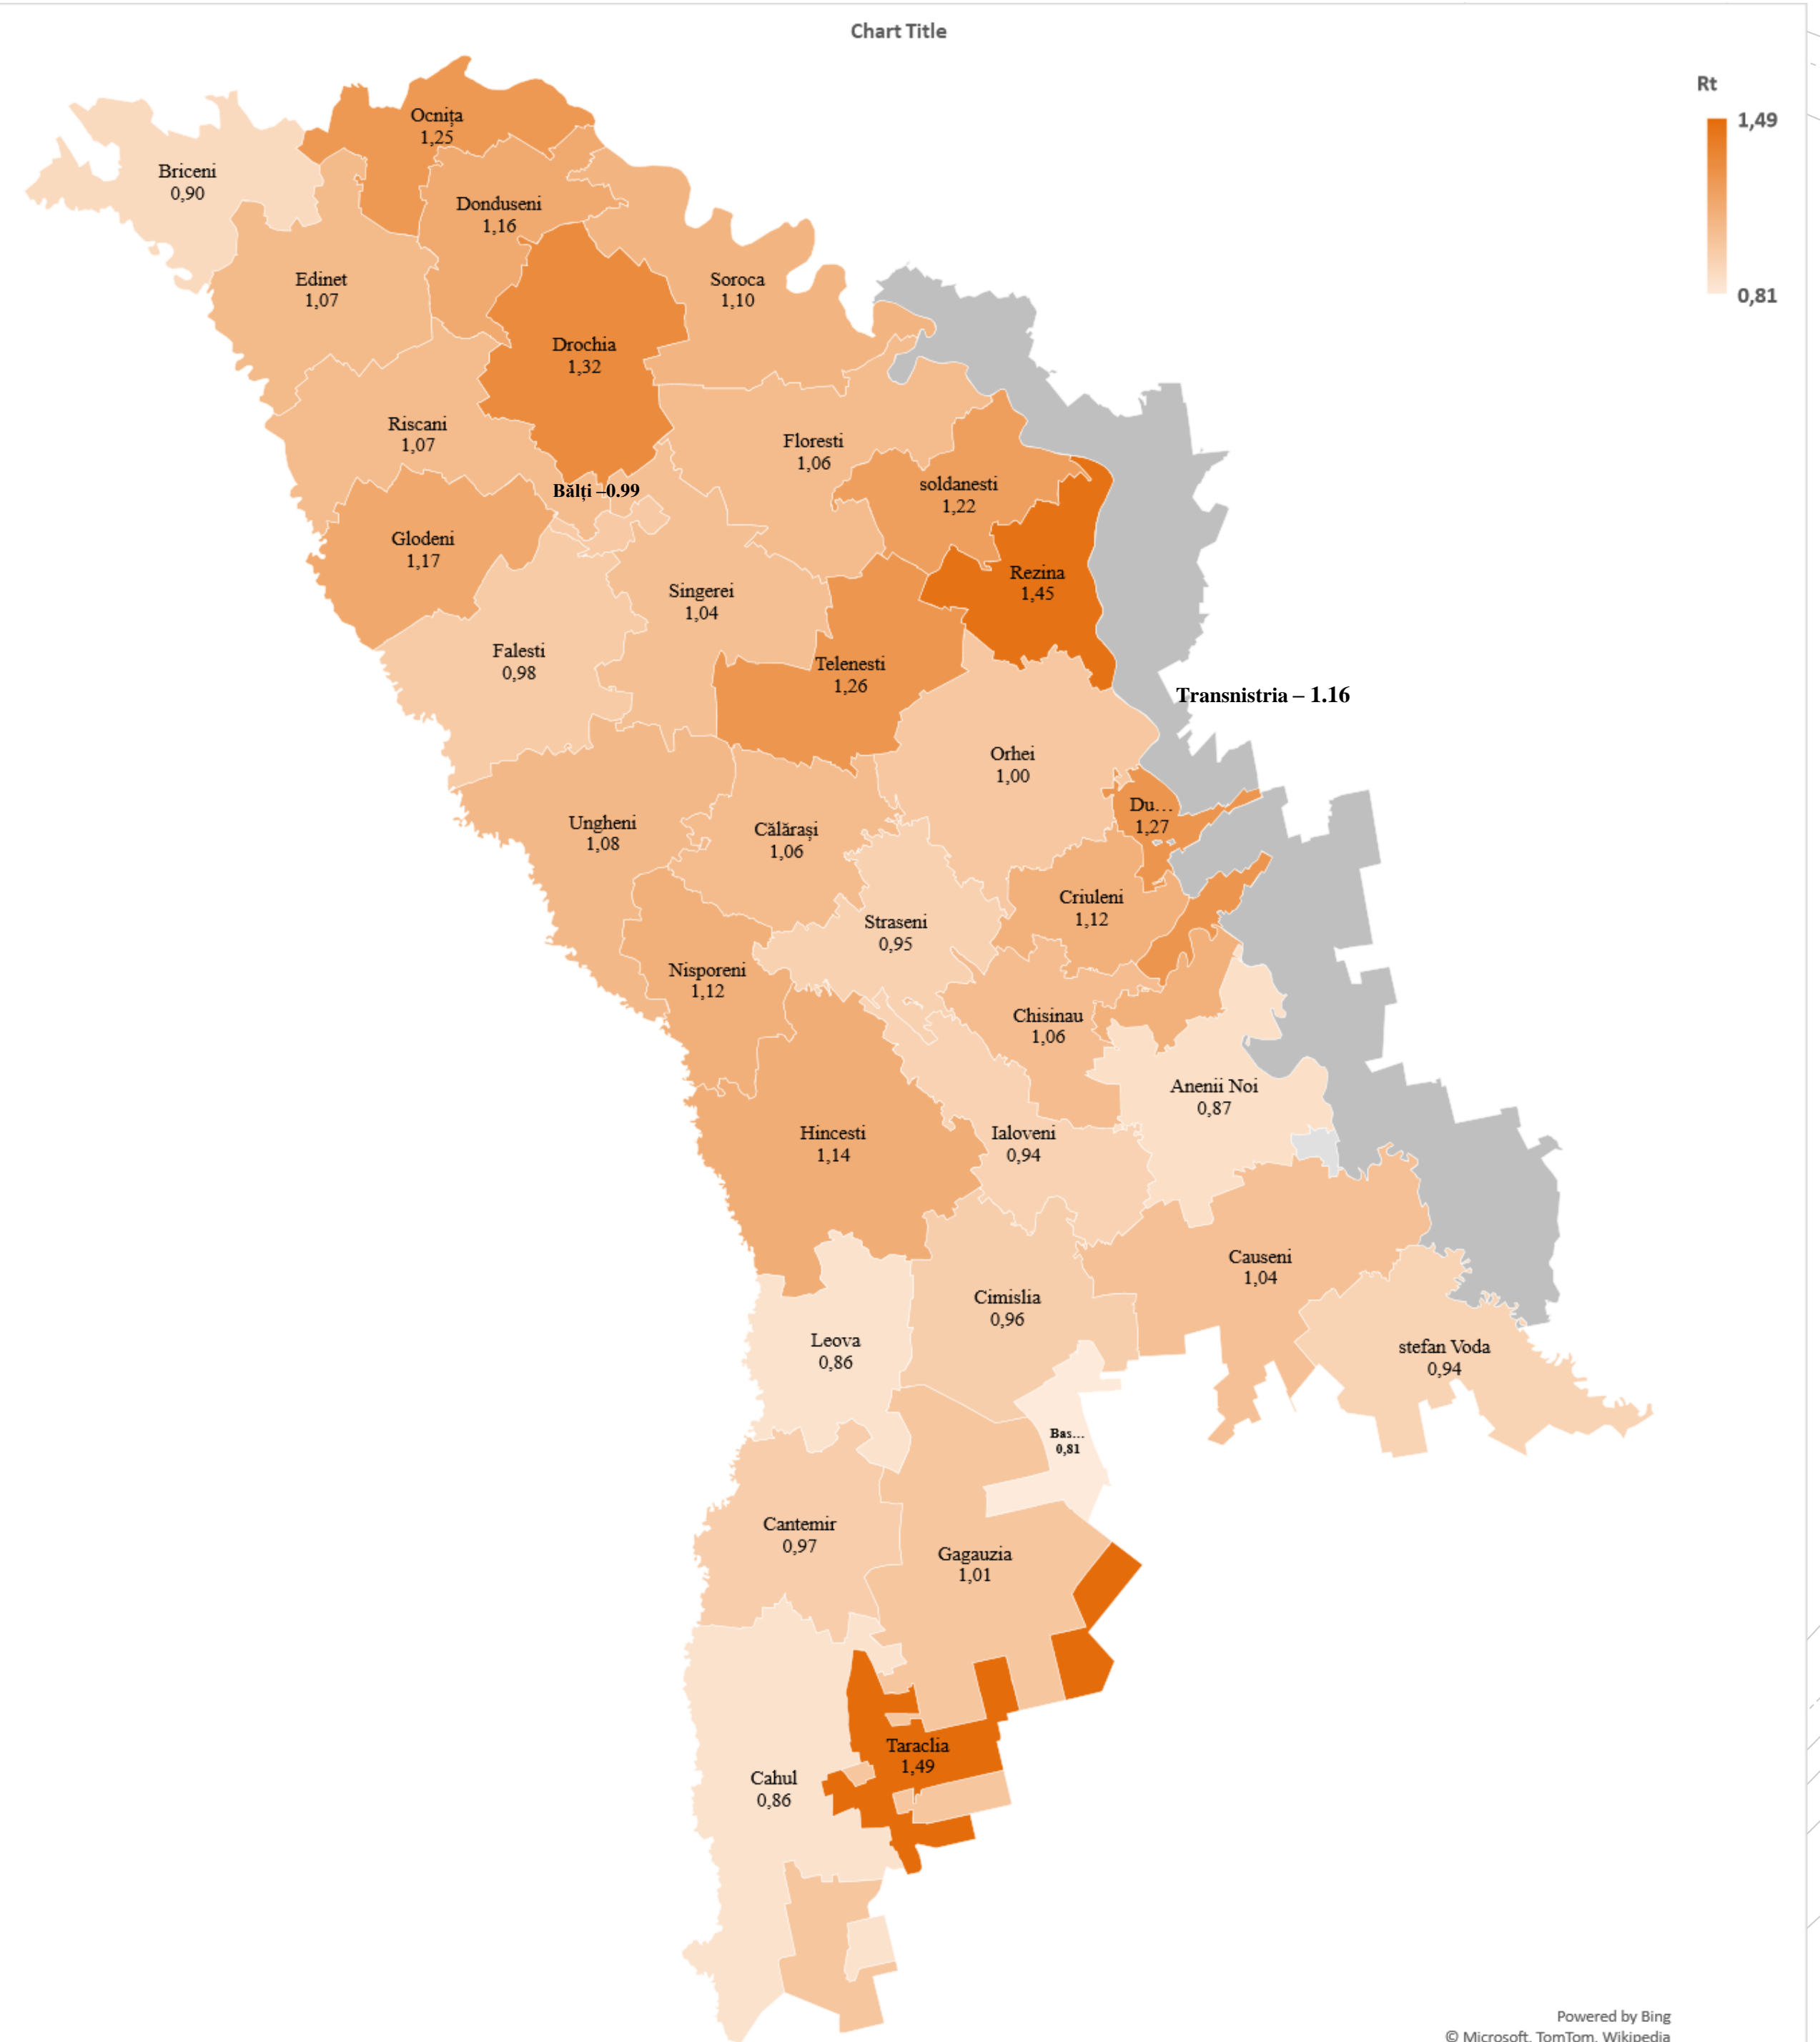 Chart Title
Rt
1,49
0,81
Ocnița
1,25
Briceni
0,90
Donduseni
1,16
Edinet
1,07
Soroca
1,10
Drochia
1,32
Riscani
1,07
Floresti
1,06
Bălți –0.99
soldanesti
1,22
Glodeni
1,17
Rezina
1,45
Singerei
1,04
Falesti
0,98
Telenesti
1,26
Transnistria – 1.16
Orhei
1,00
Du...
1,27
Ungheni
1,08
Călărași
1,06
Criuleni
1,12
Straseni
0,95
Nisporeni
1,12
Chisinau
1,06
Anenii Noi
0,87
Hincesti
1,14
Ialoveni
0,94
Causeni
1,04
Cimislia
0,96
Leova
0,86
stefan Voda
0,94
Bas...
0,81
Cantemir
0,97
Gagauzia
1,01
Taraclia
1,49
Cahul
0,86
Powered by Bing
© Microsoft, TomTom, Wikipedia